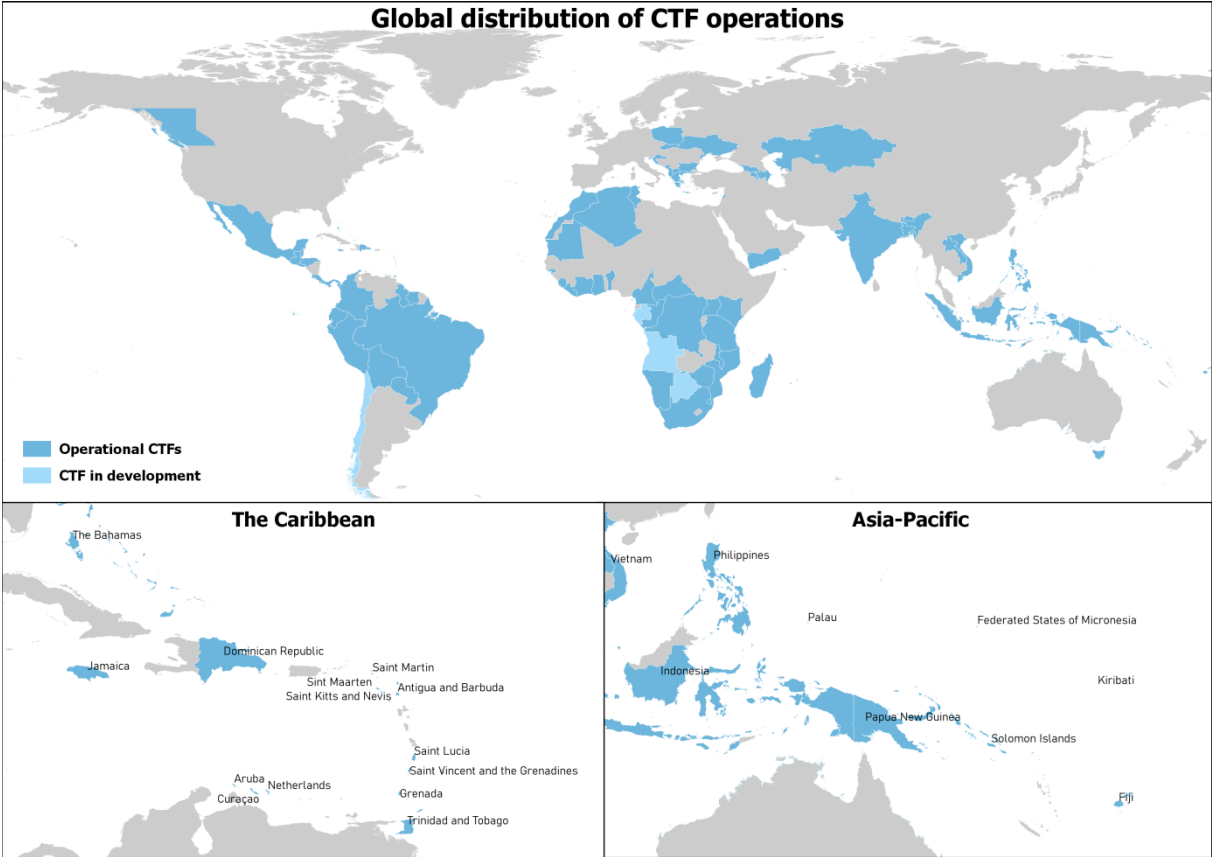 Global distribution of CTF operations
Operational CTFs
CTF in development
The Caribbean
The Bahamas
Dominican Republic
Jamaica
Saint Martin
Sint Maarten
Antigua and Barbuda
Saint Kitts and Nevis
Saint Lucia
Saint Vincent and the Grenadines
Aruba
Netherlands
Curaçao
Grenada
Trinidad and Tobago
Asia-Pacific
Vietnam
Philippines
Palau
Federated States of Micronesia
Indonesia
Kiribati
Papua New Guinea
Solomon Islands
Fiji